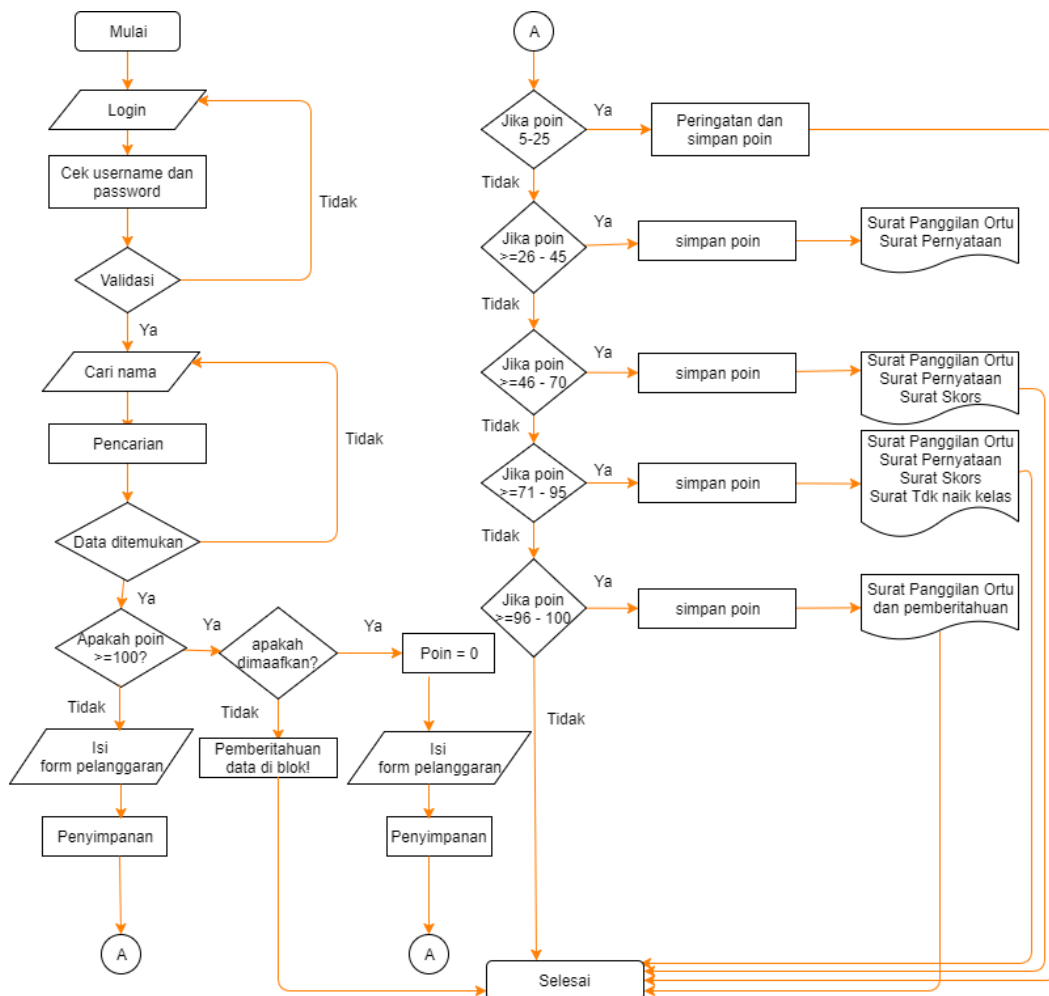 Mulai
Login
Cek username dan
password
Tidak
Validasi
Ya
Cari nama
Pencarian
Tidak
Data ditemukan
Ya
Apakah poin
>=100?
Ya
apakah
dimaafkan?
Ya
Poin = 0
Tidak
Tidak
Isi
form pelanggaran
Pemberitahuan
data di blok!
Isi
form pelanggaran
Penyimpanan
Penyimpanan
A
A
A
Jika poin
5-25
Ya
Peringatan dan
simpan poin
Tidak
Jika poin
>=26 - 45
Ya
simpan poin
Surat Panggilan Ortu
Surat Pernyataan
Tidak
Jika poin
>=46 - 70
Ya
simpan poin
Surat Panggilan Ortu
Surat Pernyataan
Surat Skors
Tidak
Jika poin
>=71 - 95
Ya
simpan poin
Surat Panggilan Ortu
Surat Pernyataan
Surat Skors
Surat Tdk naik kelas
Tidak
Jika poin
>=96 - 100
Ya
simpan poin
Surat Panggilan Ortu
dan pemberitahuan
Tidak
Selesai